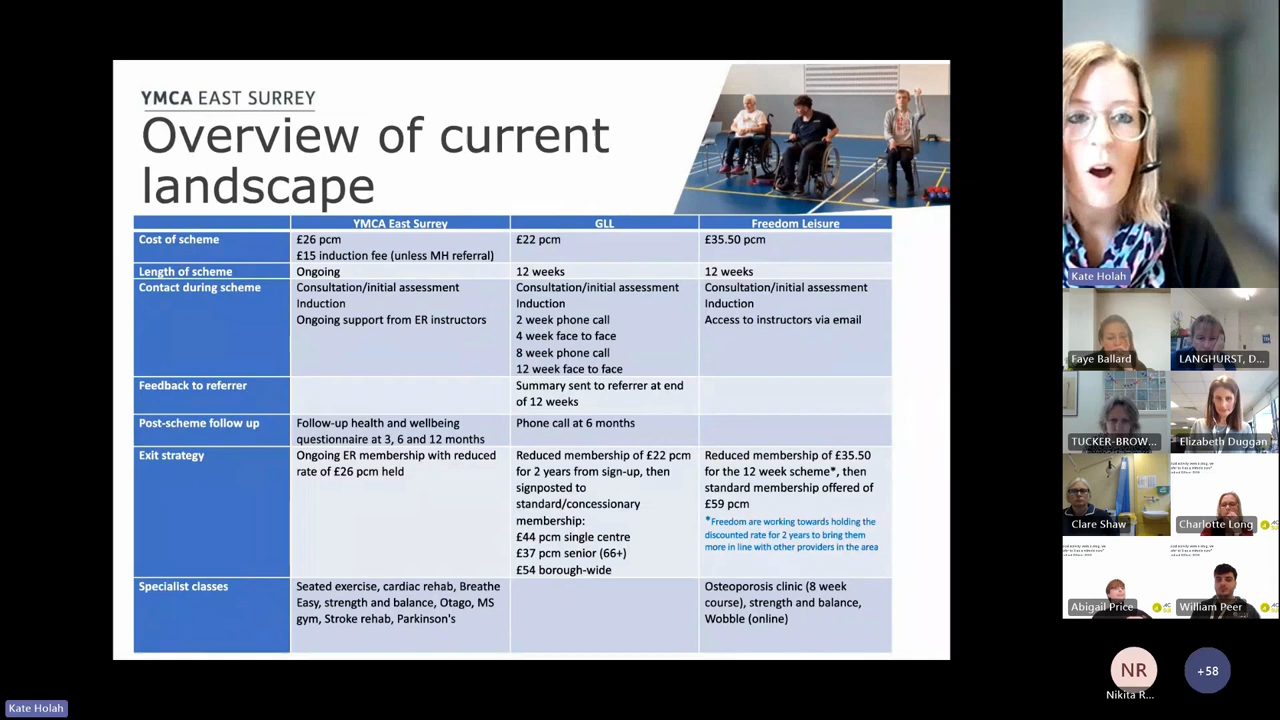 YMCA EAST SURREY
Overview of current
landscape
YMCA East Surrey
GLL
Freedom Leisure
Cost of scheme
£26 pcm
£15 induction fee (unless MH referral)
£22 pcm
£35.50 pcm
Length of scheme
Ongoing
12 weeks
12 weeks
Contact during scheme
Consultation/initial assessment
Induction
Ongoing support from ER instructors
Consultation/initial assessment
Induction
2 week phone call
4 week face to face
8 week phone call
12 week face to face
Consultation/initial assessment
Induction
Access to instructors via email
Feedback to referrer
Summary sent to referrer at end
of 12 weeks
Post-scheme follow up
Follow-up health and wellbeing
questionnaire at 3, 6 and 12 months
Phone call at 6 months
Exit strategy
Ongoing ER membership with reduced
rate of £26 pcm held
Reduced membership of £22 pcm
for 2 years from sign-up, then
signposted to
standard/concessionary
membership:
£44 pcm single centre
£37 pcm senior (66+)
£54 borough-wide
Reduced membership of £35.50
for the 12 week scheme*, then
standard membership offered of
£59 pcm
*Freedom are working towards holding the
discounted rate for 2 years to bring them
more in line with other providers in the area
Specialist classes
Seated exercise, cardiac rehab, Breathe
Easy, strength and balance, Otago, MS
gym, Stroke rehab, Parkinson's
Osteoporosis clinic (8 week
course), strength and balance,
Wobble (online)
Kate Holah
Faye Ballard
LANGHURST, D...
TUCKER-BROW...
Elizabeth Duggan
Clare Shaw
Charlotte Long
Abigail Price
William Peer
NR
Nikita R...
+58
Kate Holah